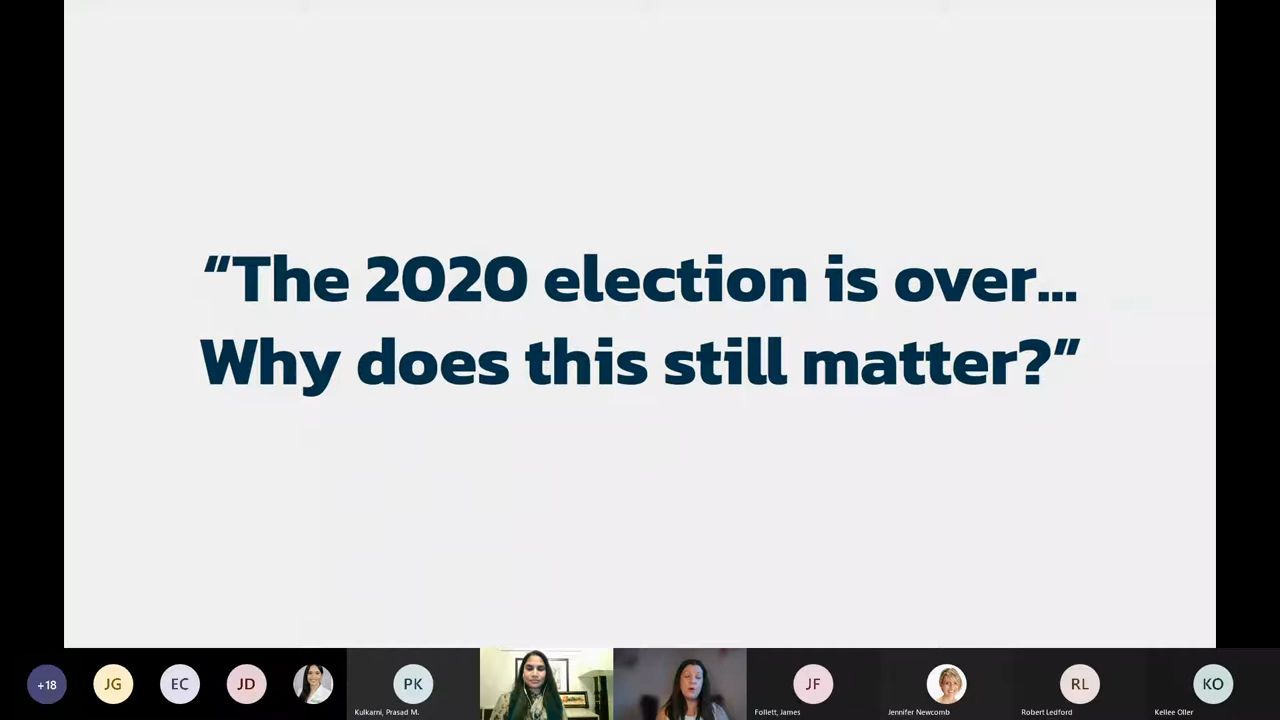 “The 2020 election is over...
Why does this still matter?”
+18
JG
EC
JD
PK
Kulkarni, Prasad M.
JF
Follett, James
Jennifer Newcomb
RL
Robert Ledford
KO
Kellee Oller